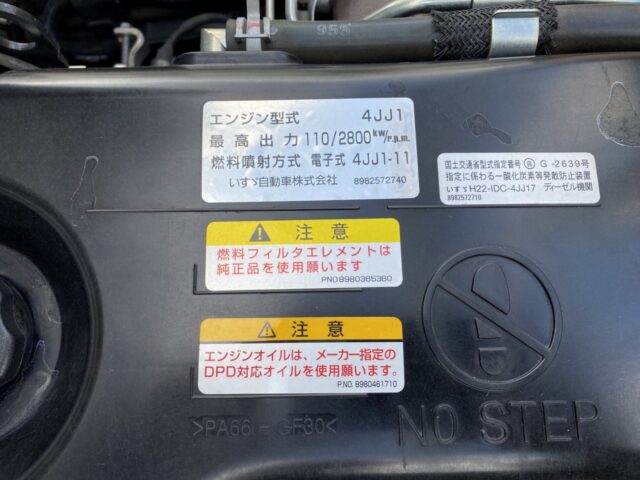 955
エンジン型式 4JJ1
最高出力 110/2800kW/r.p.m.
燃料噴射方式 電子式 4JJ1-11
いすゞ自動車株式会社 8982572740
国土交通省型式指定番号 Ⓡ G-2639号
指定に係わる一酸化炭素等発散防止装置
いすゞH22-IDC-4JJ17 ディーゼル機関
8982572710
注意
燃料フィルタエレメントは
純正品を使用願います
PNO.8980365360
注意
エンジンオイルは、メーカー指定の
DPD対応オイルを使用願います。
P.NO. 8980461710
>PA66-GF30<
NO STEP